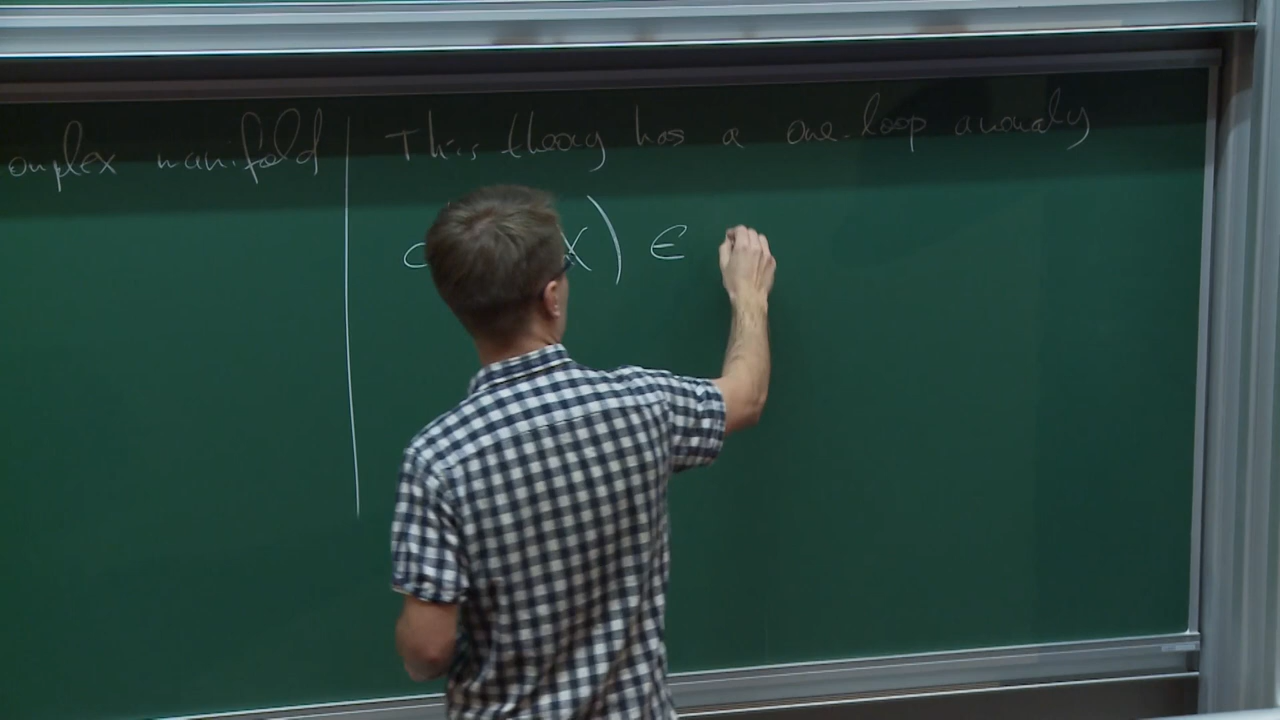 omplex manifold
This theory has a one-loop anomaly
c X) ∈